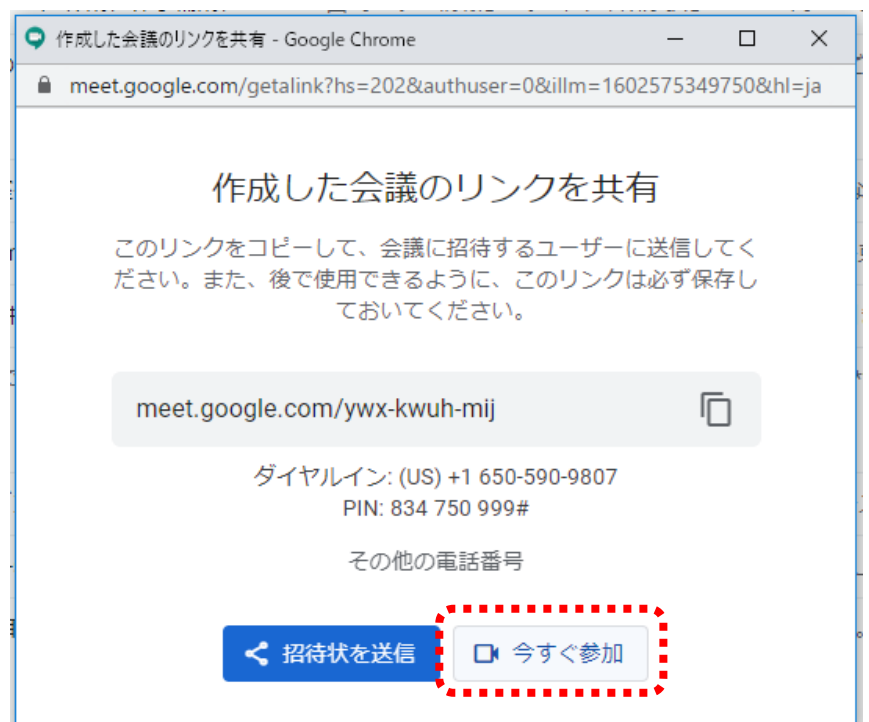 作成した会議のリンクを共有 - Google Chrome
meet.google.com/getalink?hs=202&authuser=0&illm=1602575349750&hl=ja
作成した会議のリンクを共有
このリンクをコピーして、会議に招待するユーザーに送信してく
ださい。また、後で使用できるように、このリンクは必ず保存し
ておいてください。
meet.google.com/ywx-kwuh-mij
ダイヤルイン: (US) +1 650-590-9807
PIN: 834 750 999#
その他の電話番号
招待状を送信
今すぐ参加